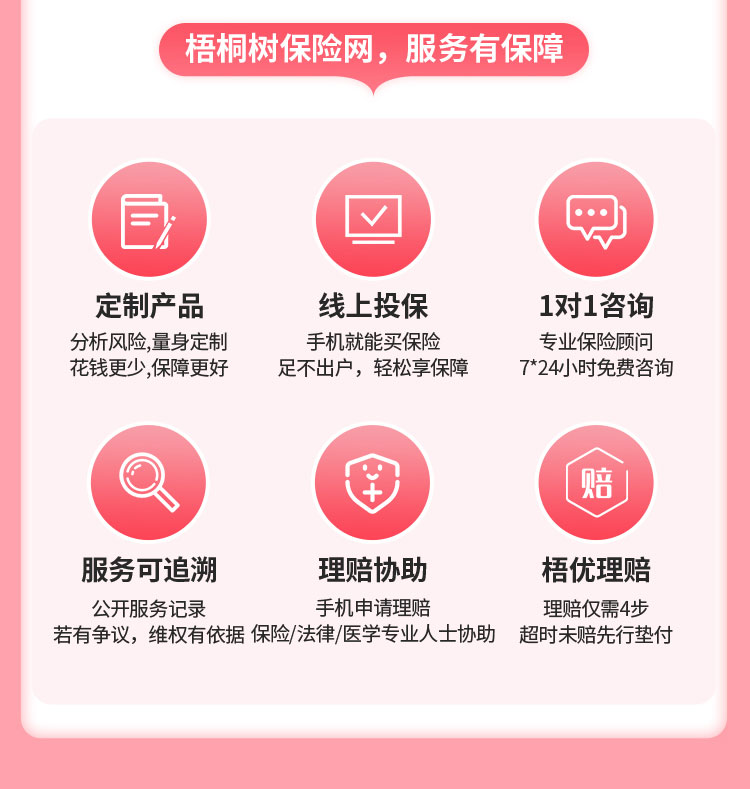 梧桐树保险网，服务有保障
定制产品
分析风险,量身定制
花钱更少,保障更好
线上投保
手机就能买保险
足不出户，轻松享保障
1对1咨询
专业保险顾问
7*24小时免费咨询
服务可追溯
公开服务记录
若有争议，维权有依据
理赔协助
手机申请理赔
保险/法律/医学专业人士协助
赔
梧优理赔
理赔仅需4步
超时未赔先行垫付